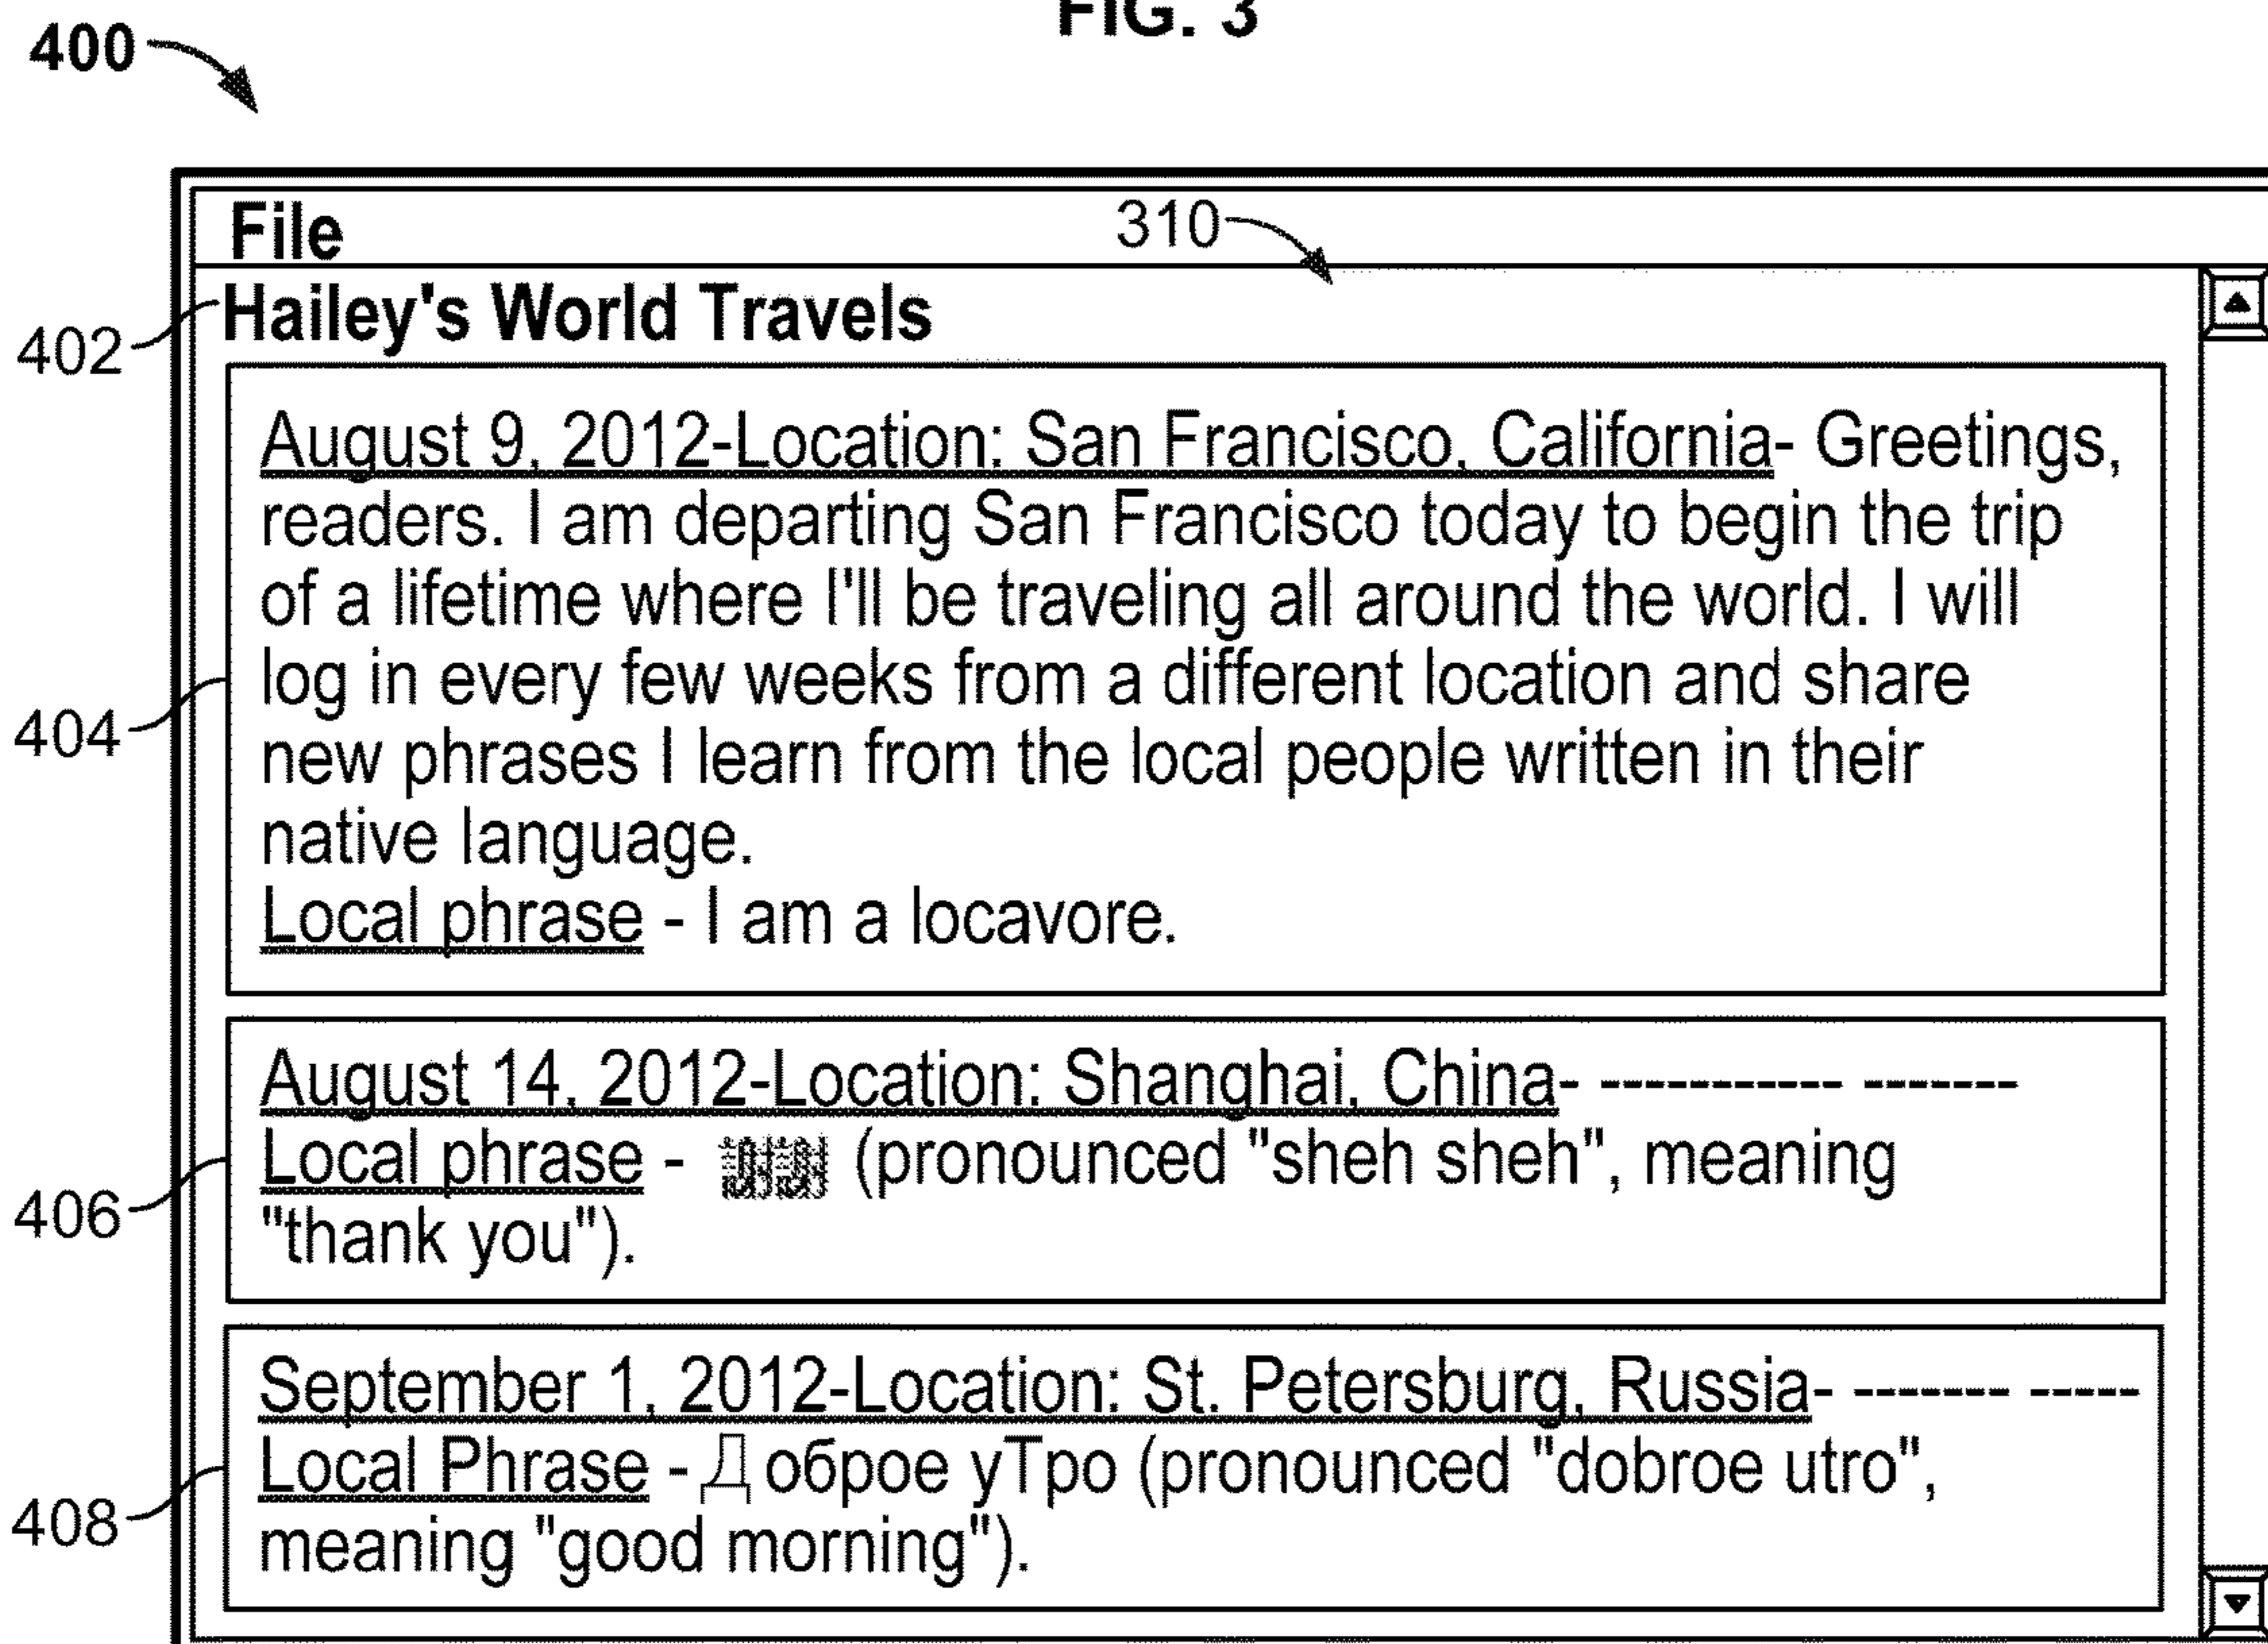 FIG. 3
400
File
310
402
Hailey's World Travels
August 9, 2012-Location: San Francisco, California- Greetings,
readers. I am departing San Francisco today to begin the trip
of a lifetime where I'll be traveling all around the world. I will
404
log in every few weeks from a different location and share
new phrases I learn from the local people written in their
native language.
Local phrase - I am a locavore.
August 14, 2012-Location: Shanghai, China- ----------- -------
406
Local phrase - (pronounced "sheh sheh", meaning
"thank you").
September 1, 2012-Location: St. Petersburg, Russia- ------- -----
408
Local Phrase - Доброе уТро (pronounced "dobroe utro",
meaning "good morning").